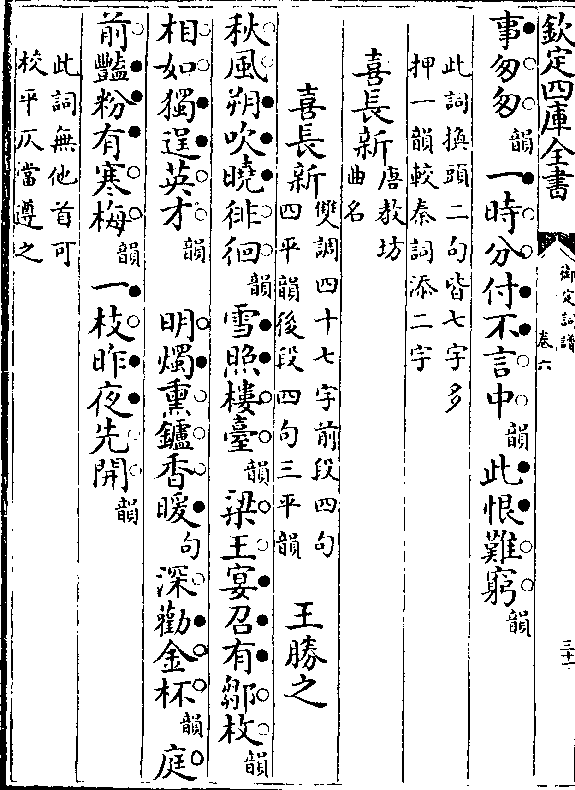 欽定四庫全書
御定詞譜
卷六
三十一
事匆匆韻一時分付不言中韻此恨難窮韻
此詞換頭二句皆七字多
押一韻較秦詞添二字
喜長新唐教坊
曲名
喜長新雙調四十七字前段四句
四平韻後段四句三平韻
王勝之
秋風朔吹曉徘徊韻雪照樓臺韻梁王宴召有鄒枚韻
相如獨逞英才韻 明燭熏鑪香暖句深勸金杯韻庭
前豔粉有寒梅韻一枝昨夜先開韻
此詞無他首可
校平仄當遵之